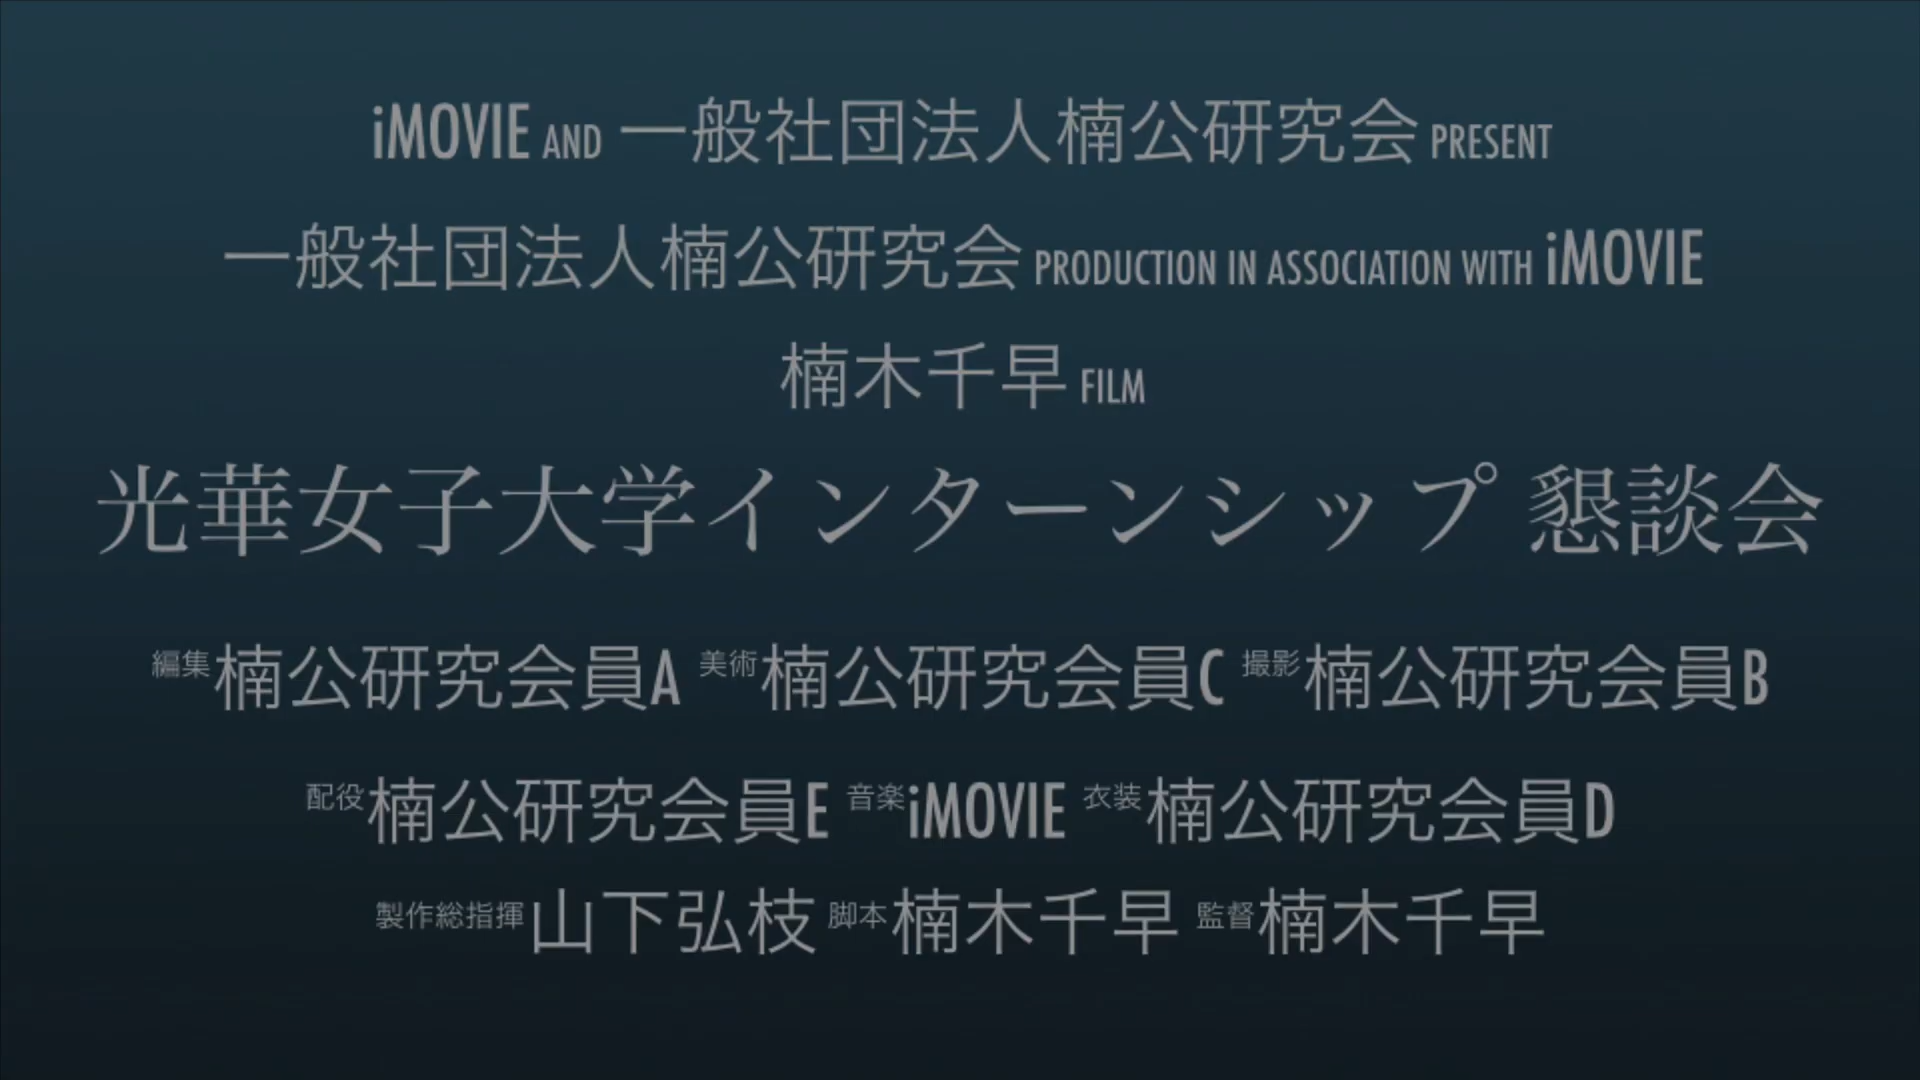 iMOVIE AND 一般社団法人楠公研究会 PRESENT
一般社団法人楠公研究会 PRODUCTION IN ASSOCIATION WITH iMOVIE
楠木千早 FILM
光華女子大学インターンシップ 懇談会
編集 楠公研究会員A 美術 楠公研究会員C 撮影 楠公研究会員B
配役 楠公研究会員E 音楽 iMOVIE 衣装 楠公研究会員D
製作総指揮 山下弘枝 脚本 楠木千早 監督 楠木千早